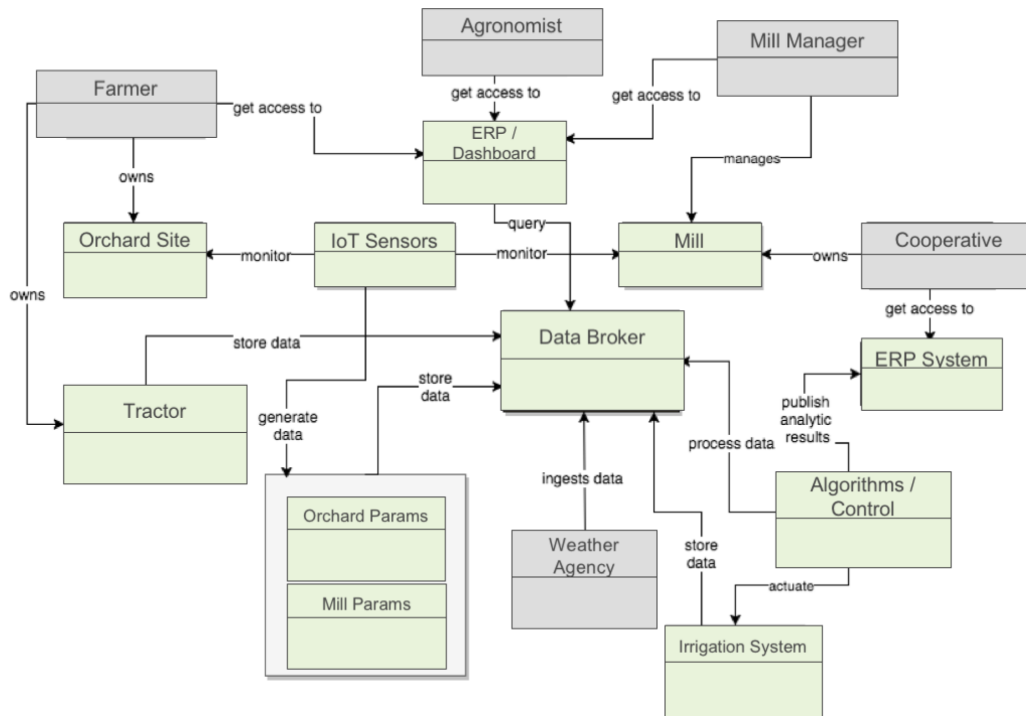 Agronomist
Mill Manager
Farmer
get access to
get access to
get access to
ERP /
Dashboard
manages
owns
query
Orchard Site
IoT Sensors
Mill
Cooperative
monitor
monitor
owns
owns
get access to
Data Broker
store data
ERP System
Tractor
store
data
publish
analytic
results
generate
data
process data
ingests data
Algorithms /
Control
Orchard Params
Weather
Agency
store
data
actuate
Mill Params
Irrigation System